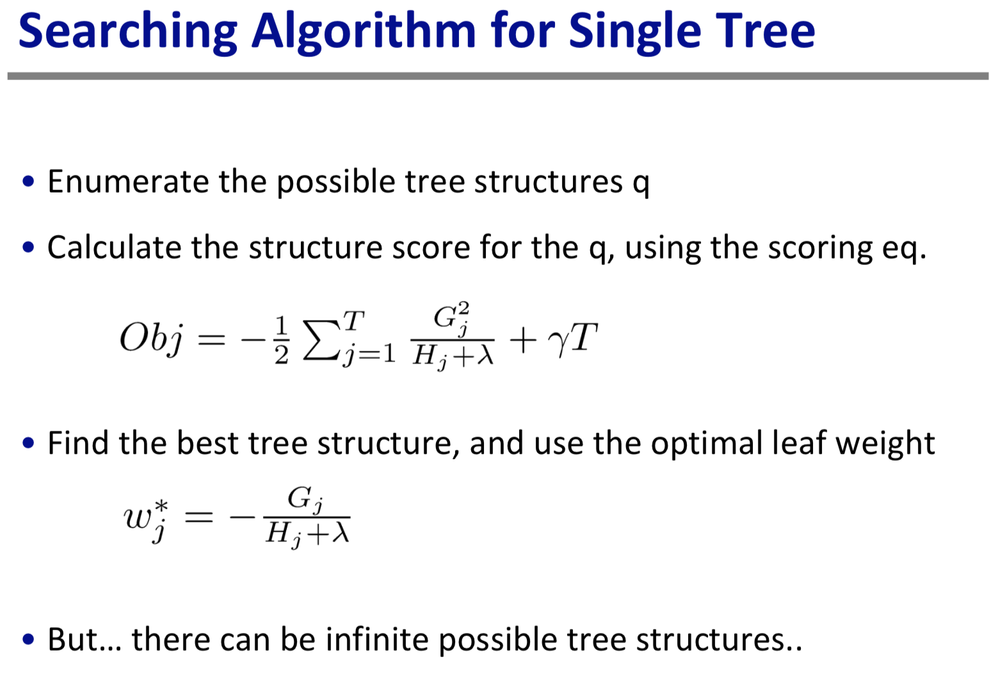 Searching Algorithm for Single Tree
• Enumerate the possible tree structures q
• Calculate the structure score for the q, using the scoring eq.
$Obj = -\frac{1}{2} \sum_{j=1}^{T} \frac{G_j^2}{H_j+\lambda} + \gamma T$
• Find the best tree structure, and use the optimal leaf weight
$w_j^* = -\frac{G_j}{H_j+\lambda}$
• But... there can be infinite possible tree structures..